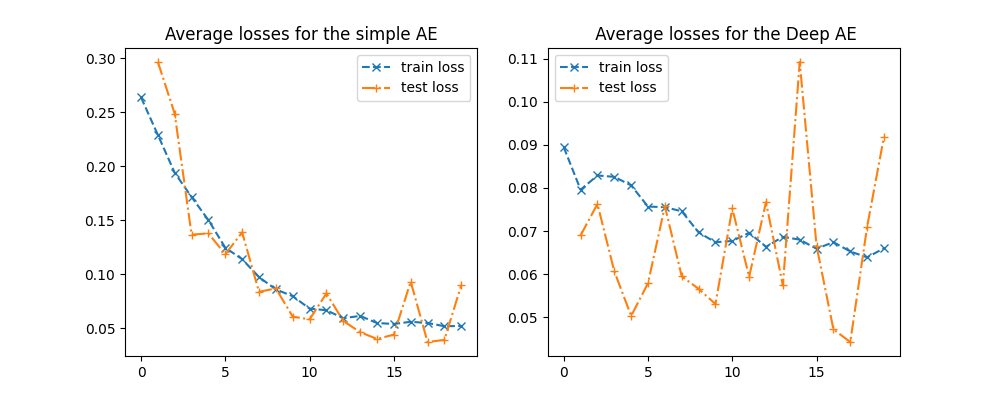 Average losses for the simple AE
0.30
0.25
0.20
0.15
0.10
0.05
0 5 10 15
train loss
test loss
Average losses for the Deep AE
0.11
0.10
0.09
0.08
0.07
0.06
0.05
0 5 10 15
train loss
test loss